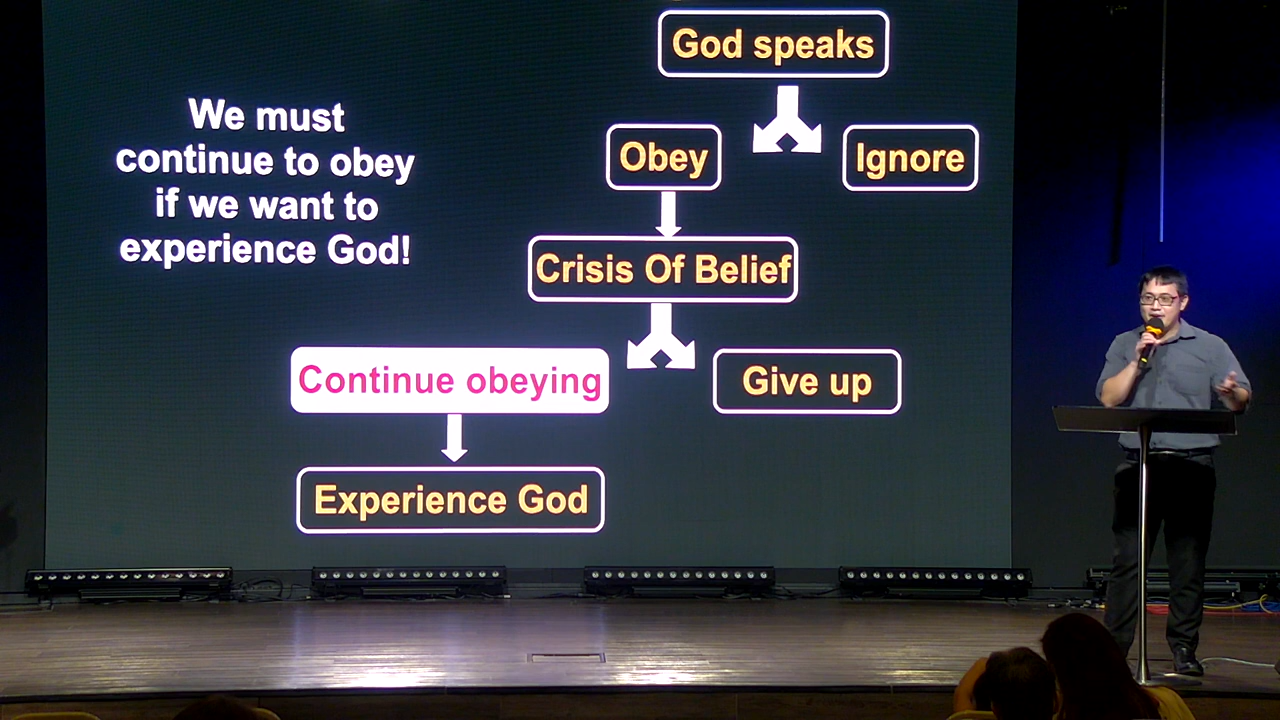 We must
continue to obey
if we want to
experience God!
God speaks
Obey
Ignore
Crisis Of Belief
Continue obeying
Give up
Experience God